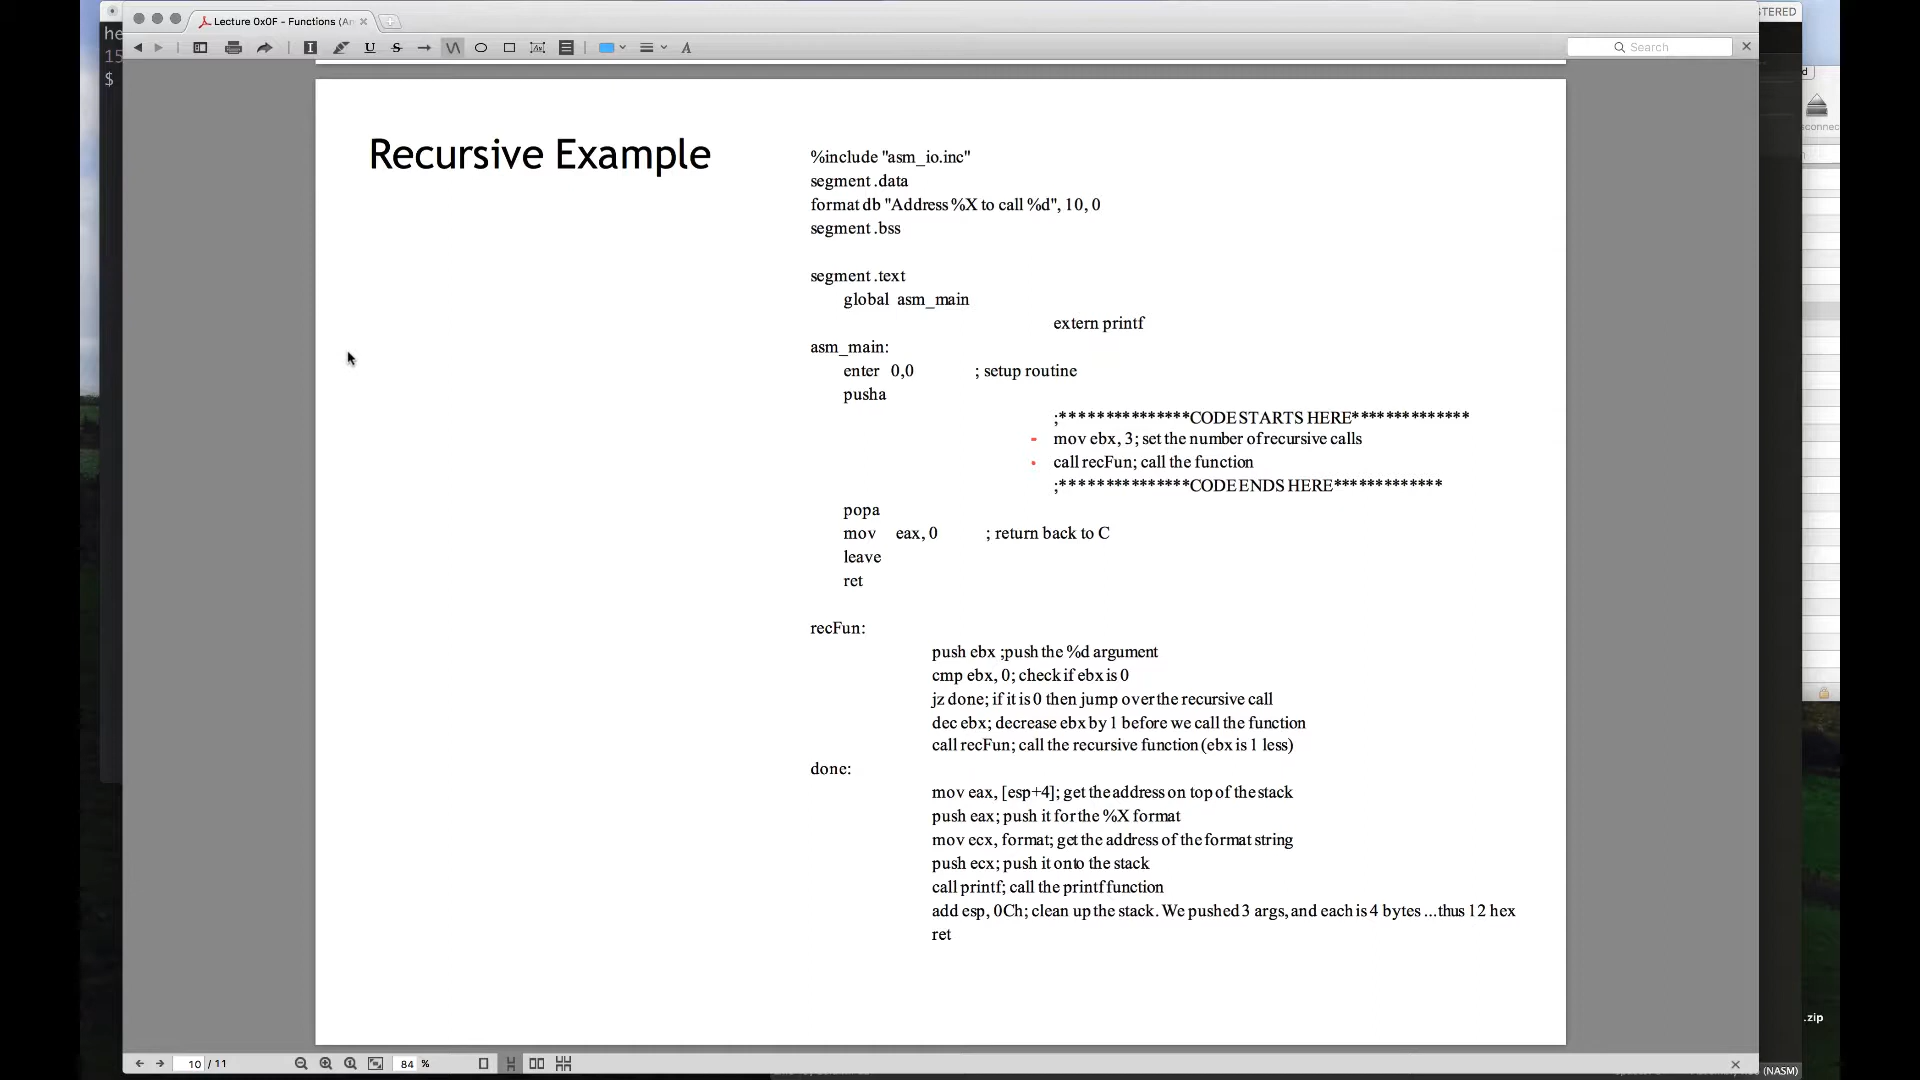 he
15
$
Lecture 0x0F - Functions (Ar
TERED
Search
Recursive Example
%include "asm_io.inc"
segment .data
format db "Address %X to call %d", 10, 0
segment .bss
segment .text
global asm_main
extern printf
asm_main:
enter 0,0 ; setup routine
pusha
;***************CODE STARTS HERE**************
mov ebx, 3; set the number of recursive calls
call recFun; call the function
;***************CODE ENDS HERE*************
popa
mov eax, 0 ; return back to C
leave
ret
recFun:
push ebx ;push the %d argument
cmp ebx, 0; check if ebx is 0
jz done; if it is 0 then jump over the recursive call
dec ebx; decrease ebx by 1 before we call the function
call recFun; call the recursive function (ebx is 1 less)
done:
mov eax, [esp+4]; get the address on top of the stack
push eax; push it for the %X format
mov ecx, format; get the address of the format string
push ecx; push it onto the stack
call printf; call the printf function
add esp, 0Ch; clean up the stack. We pushed 3 args, and each is 4 bytes ...thus 12 hex
ret
.zip
10 / 11
84 %
(NASM)